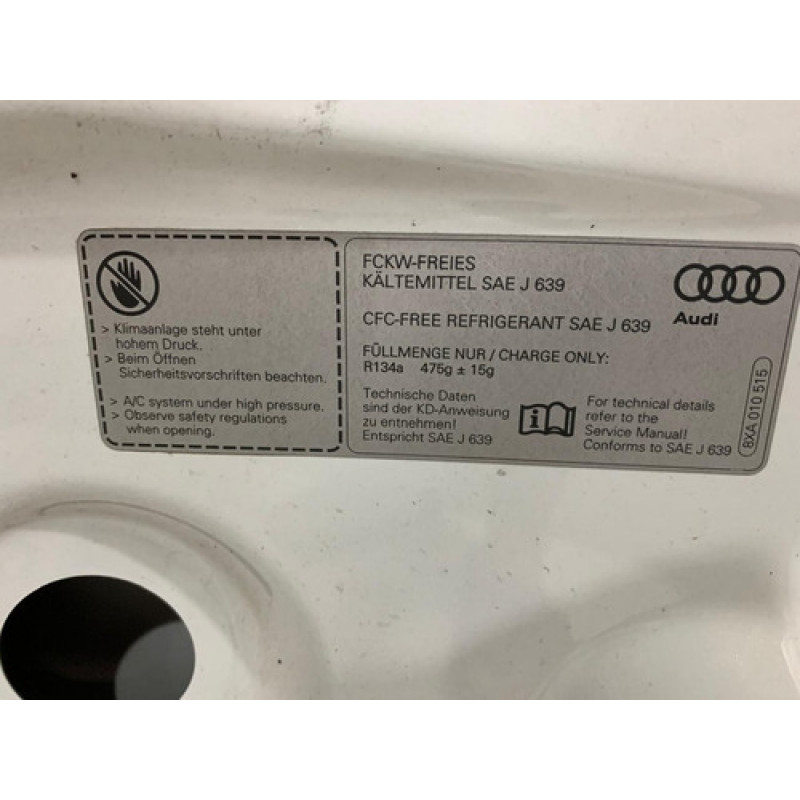 > Klimaanlage steht unter
hohem Druck.
> Beim Öffnen
Sicherheitsvorschriften beachten.
> A/C system under high pressure.
> Observe safety regulations
when opening.
FCKW-FREIES
KÄLTEMITTEL SAE J 639
CFC-FREE REFRIGERANT SAE J 639
FÜLLMENGE NUR / CHARGE ONLY:
R134a 475g ± 15g
Technische Daten
sind der KD-Anweisung
zu entnehmen!
Entspricht SAE J 639
For technical details
refer to the
Service Manual!
Conforms to SAE J 639
Audi
8XA 010 515